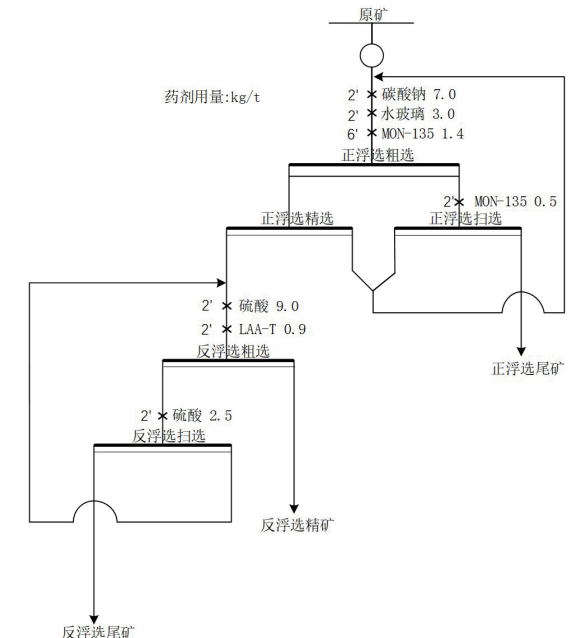 原矿
药剂用量:kg/t
2' 碳酸钠 7.0
2' 水玻璃 3.0
6' MON-135 1.4
正浮选粗选
2' MON-135 0.5
正浮选精选
正浮选扫选
2' 硫酸 9.0
2' LAA-T 0.9
反浮选粗选
正浮选尾矿
2' 硫酸 2.5
反浮选扫选
反浮选精矿
反浮选尾矿